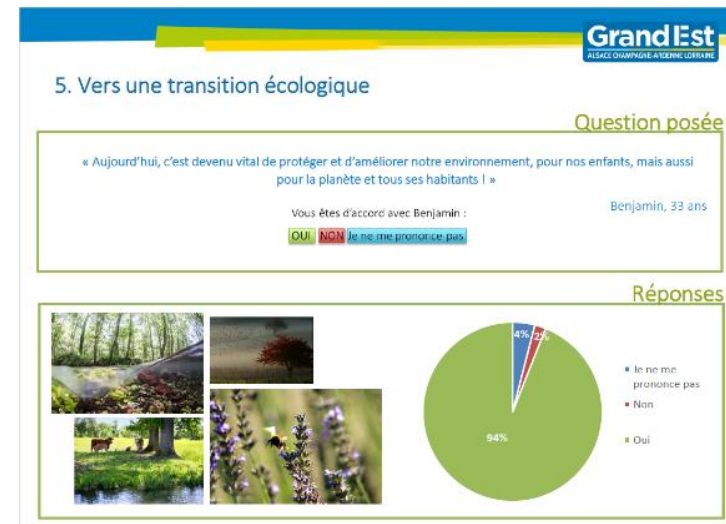 Grand Est
ALSACE CHAMPAGNE-ARDENNE LORRAINE
5. Vers une transition écologique
Question posée
« Aujourd'hui, c'est devenu vital de protéger et d'améliorer notre environnement, pour nos enfants, mais aussi
pour la planète et tous ses habitants ! »
Benjamin, 33 ans
Vous êtes d'accord avec Benjamin :
OUI NON Je ne me prononce pas
Réponses
4% 2%
94%
Je ne me
prononce pas
Non
Oui